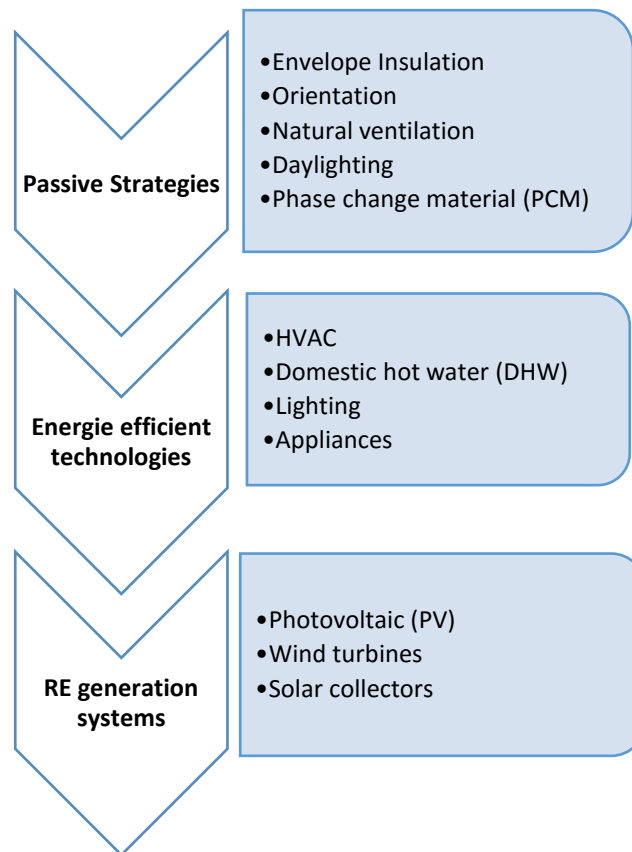 Passive Strategies
•Envelope Insulation
•Orientation
•Natural ventilation
•Daylighting
•Phase change material (PCM)
Energie efficient
technologies
•HVAC
•Domestic hot water (DHW)
•Lighting
•Appliances
RE generation
systems
•Photovoltaic (PV)
•Wind turbines
•Solar collectors